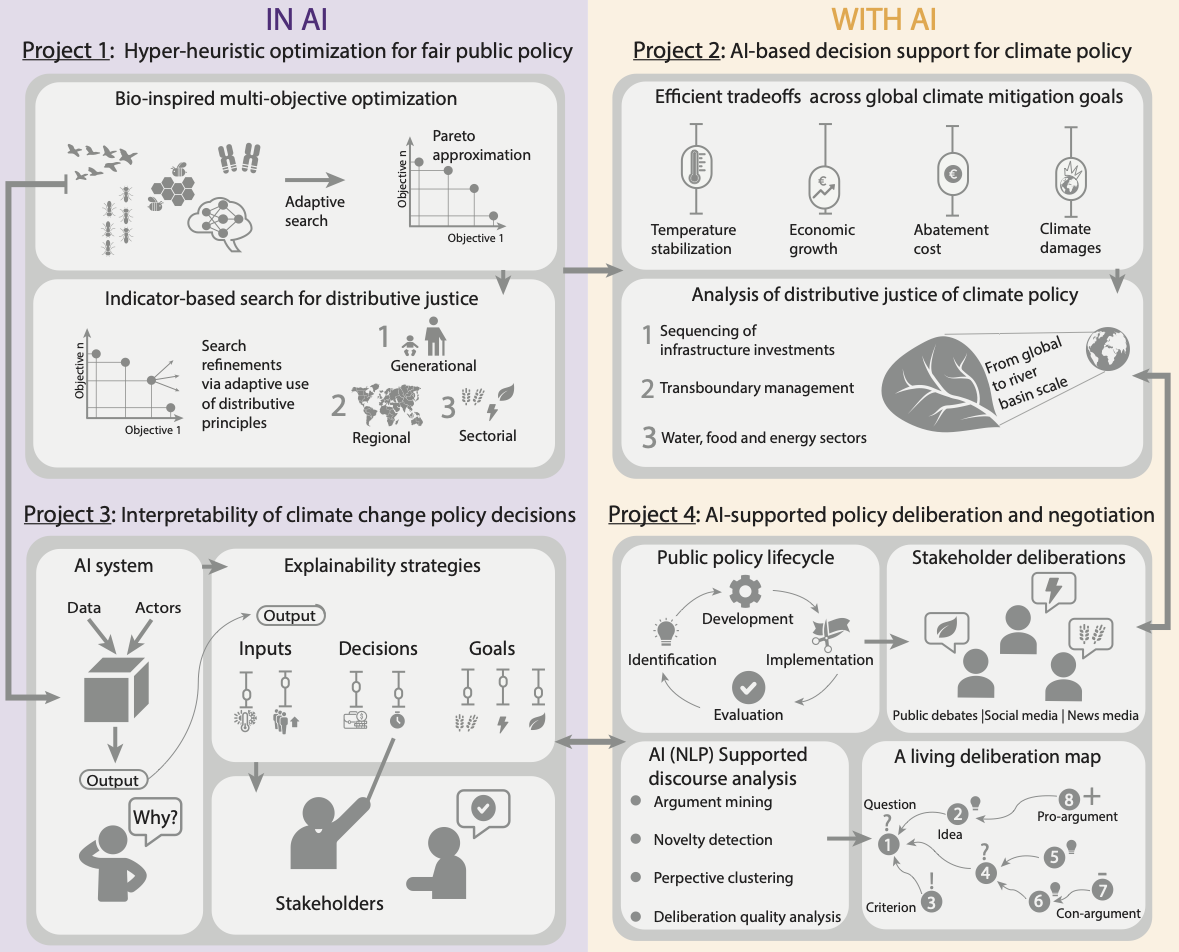 IN AI
Project 1: Hyper-heuristic optimization for fair public policy
Bio-inspired multi-objective optimization
Adaptive
search
Objective n
Pareto
approximation
Objective 1
Indicator-based search for distributive justice
Objective n
Objective 1
Search
refinements
via adaptive use
of distributive
principles
1
Generational
2
Regional
3
Sectorial
WITH AI
Project 2: AI-based decision support for climate policy
Efficient tradeoffs across global climate mitigation goals
€
€
Temperature
stabilization
Economic
growth
Abatement
cost
Climate
damages
Analysis of distributive justice of climate policy
1 Sequencing of
infrastructure investments
2 Transboundary management
3 Water, food and energy sectors
From global
to river
basin scale
Project 3: Interpretability of climate change policy decisions
AI system
Data
Actors
Output
Why?
Explainability strategies
Output
Inputs
Decisions
Goals
Stakeholders
Project 4: AI-supported policy deliberation and negotiation
Public policy lifecycle
Development
Identification
Implementation
Evaluation
Stakeholder deliberations
Public debates |Social media | News media
AI (NLP) Supported
discourse analysis
Argument mining
Novelty detection
Perpective clustering
Deliberation quality analysis
A living deliberation map
Question
?
1
2
Idea
8 +
Pro-argument
?
4
5
!
3
Criterion
6
-
7
Con-argument